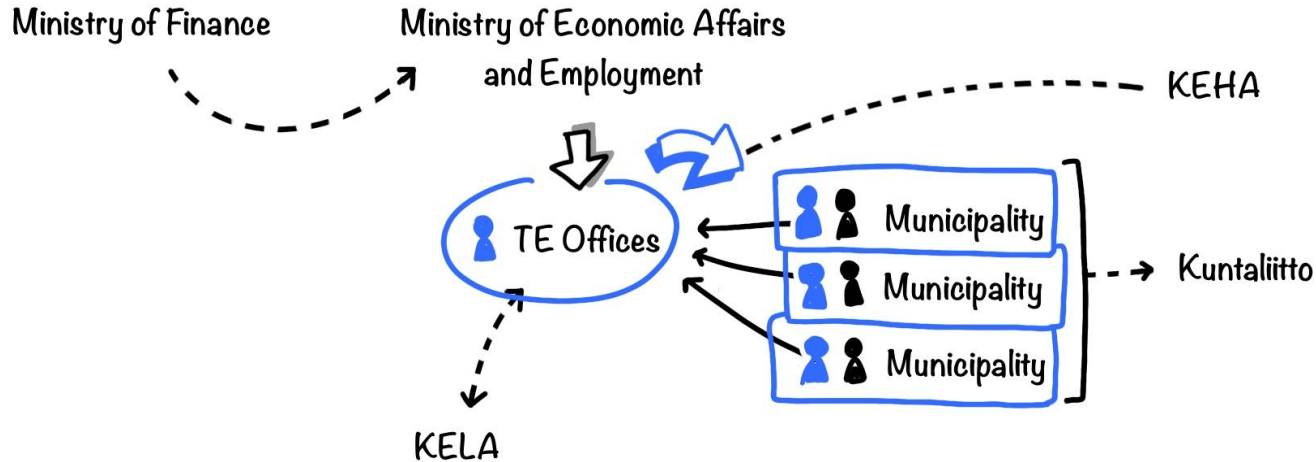 Ministry of Finance
Ministry of Economic Affairs
and Employment
KEHA
TE Offices
Municipality
Municipality
Municipality
Kuntaliitto
KELA